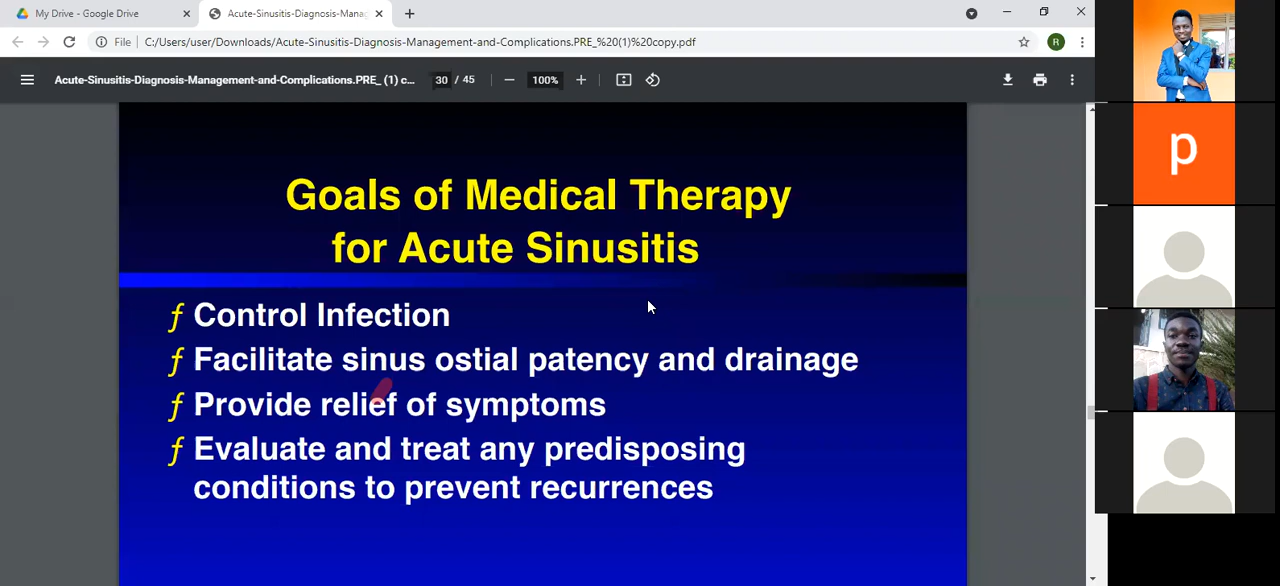 My Drive - Google Drive
Acute-Sinusitis-Diagnosis-Mana
File
C:/Users/user/Downloads/Acute-Sinusitis-Diagnosis-Management-and-Complications.PRE_%20(1)%20copy.pdf
R
Acute-Sinusitis-Diagnosis-Management-and-Complications.PRE_ (1) c...
30 / 45
100%
Goals of Medical Therapy
for Acute Sinusitis
ƒ Control Infection
ƒ Facilitate sinus ostial patency and drainage
ƒ Provide relief of symptoms
ƒ Evaluate and treat any predisposing
conditions to prevent recurrences
p